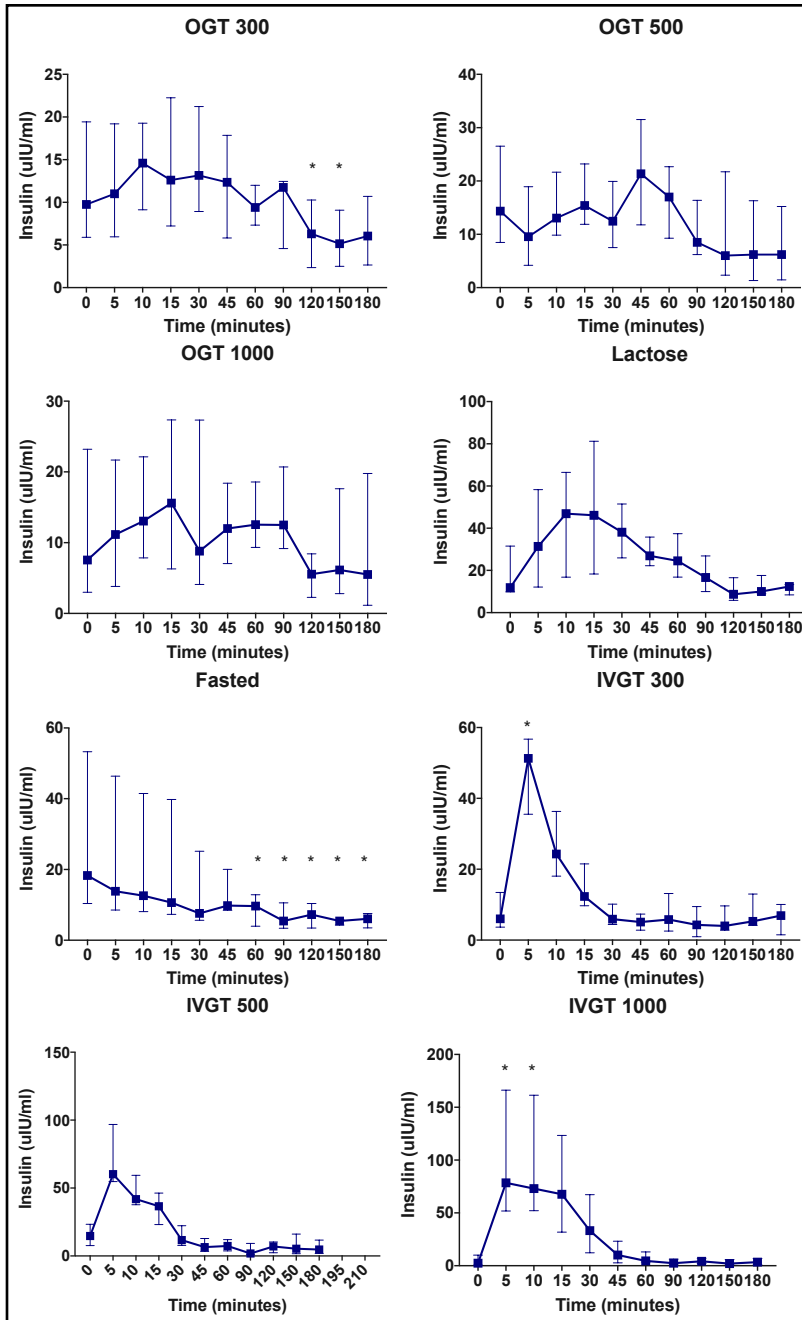 OGT 300
25
20
15
10
5
0
Insulin (uIU/ml)
* *
0 5 10 15 30 45 60 90 120 150 180
Time (minutes)
OGT 500
40
30
20
10
0
Insulin (uIU/ml)
0 5 10 15 30 45 60 90 120 150 180
Time (minutes)
OGT 1000
30
20
10
0
Insulin (uIU/ml)
0 5 10 15 30 45 60 90 120 150 180
Time (minutes)
Lactose
100
80
60
40
20
0
Insulin (uIU/ml)
0 5 10 15 30 45 60 90 120 150 180
Time (minutes)
Fasted
60
40
20
0
Insulin (uIU/ml)
* * * * *
0 5 10 15 30 45 60 90 120 150 180
Time (minutes)
IVGT 300
60
40
20
0
Insulin (uIU/ml)
*
0 5 10 15 30 45 60 90 120 150 180
Time (minutes)
IVGT 500
150
100
50
0
Insulin (uIU/ml)
0 5 10 15 30 45 60 90 120 150 180 195 210
Time (minutes)
IVGT 1000
200
150
100
50
0
Insulin (uIU/ml)
* *
0 5 10 15 30 45 60 90 120 150 180
Time (minutes)